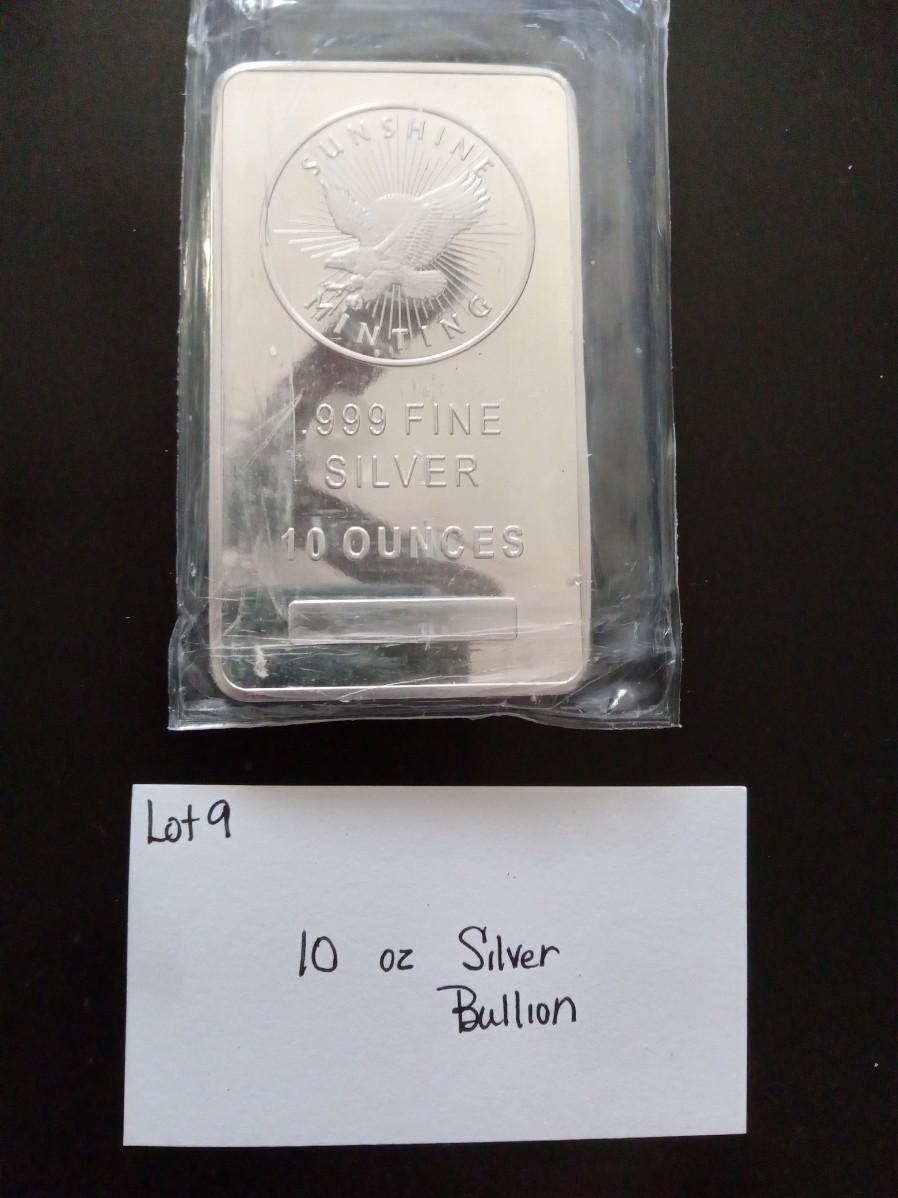 SUNSHINE
MINTING
.999 FINE
SILVER
10 OUNCES
Lot 9
10 oz Silver
Bullion